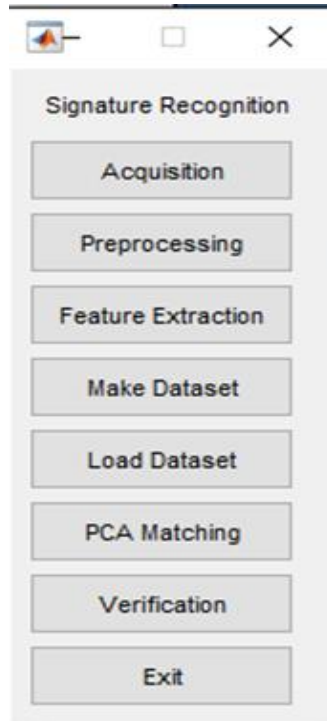 Signature Recognition
Acquisition
Preprocessing
Feature Extraction
Make Dataset
Load Dataset
PCA Matching
Verification
Exit